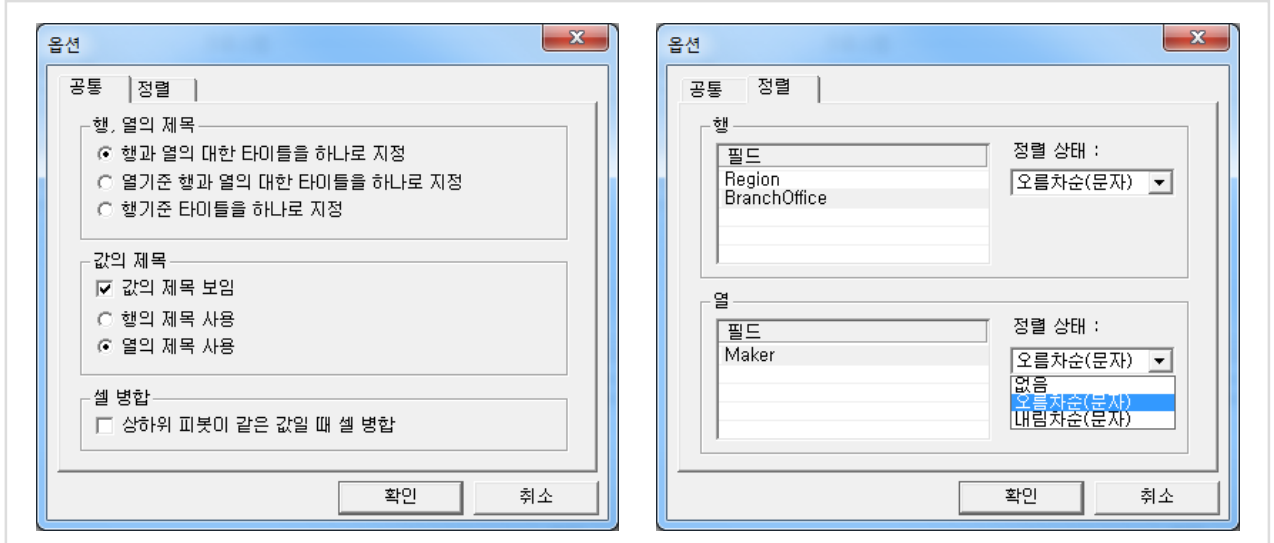 옵션
공통
정렬
행, 열의 제목
행과 열의 대한 타이틀을 하나로 지정
열기준 행과 열의 대한 타이틀을 하나로 지정
행기준 타이틀을 하나로 지정
값의 제목
값의 제목 보임
행의 제목 사용
열의 제목 사용
셀 병합
상하위 피봇이 같은 값일 때 셀 병합
확인
취소
옵션
공통
정렬
행
필드
Region
BranchOffice
정렬 상태 :
오름차순(문자)
열
필드
Maker
정렬 상태 :
오름차순(문자)
없음
오름차순(문자)
내림차순(문자)
확인
취소